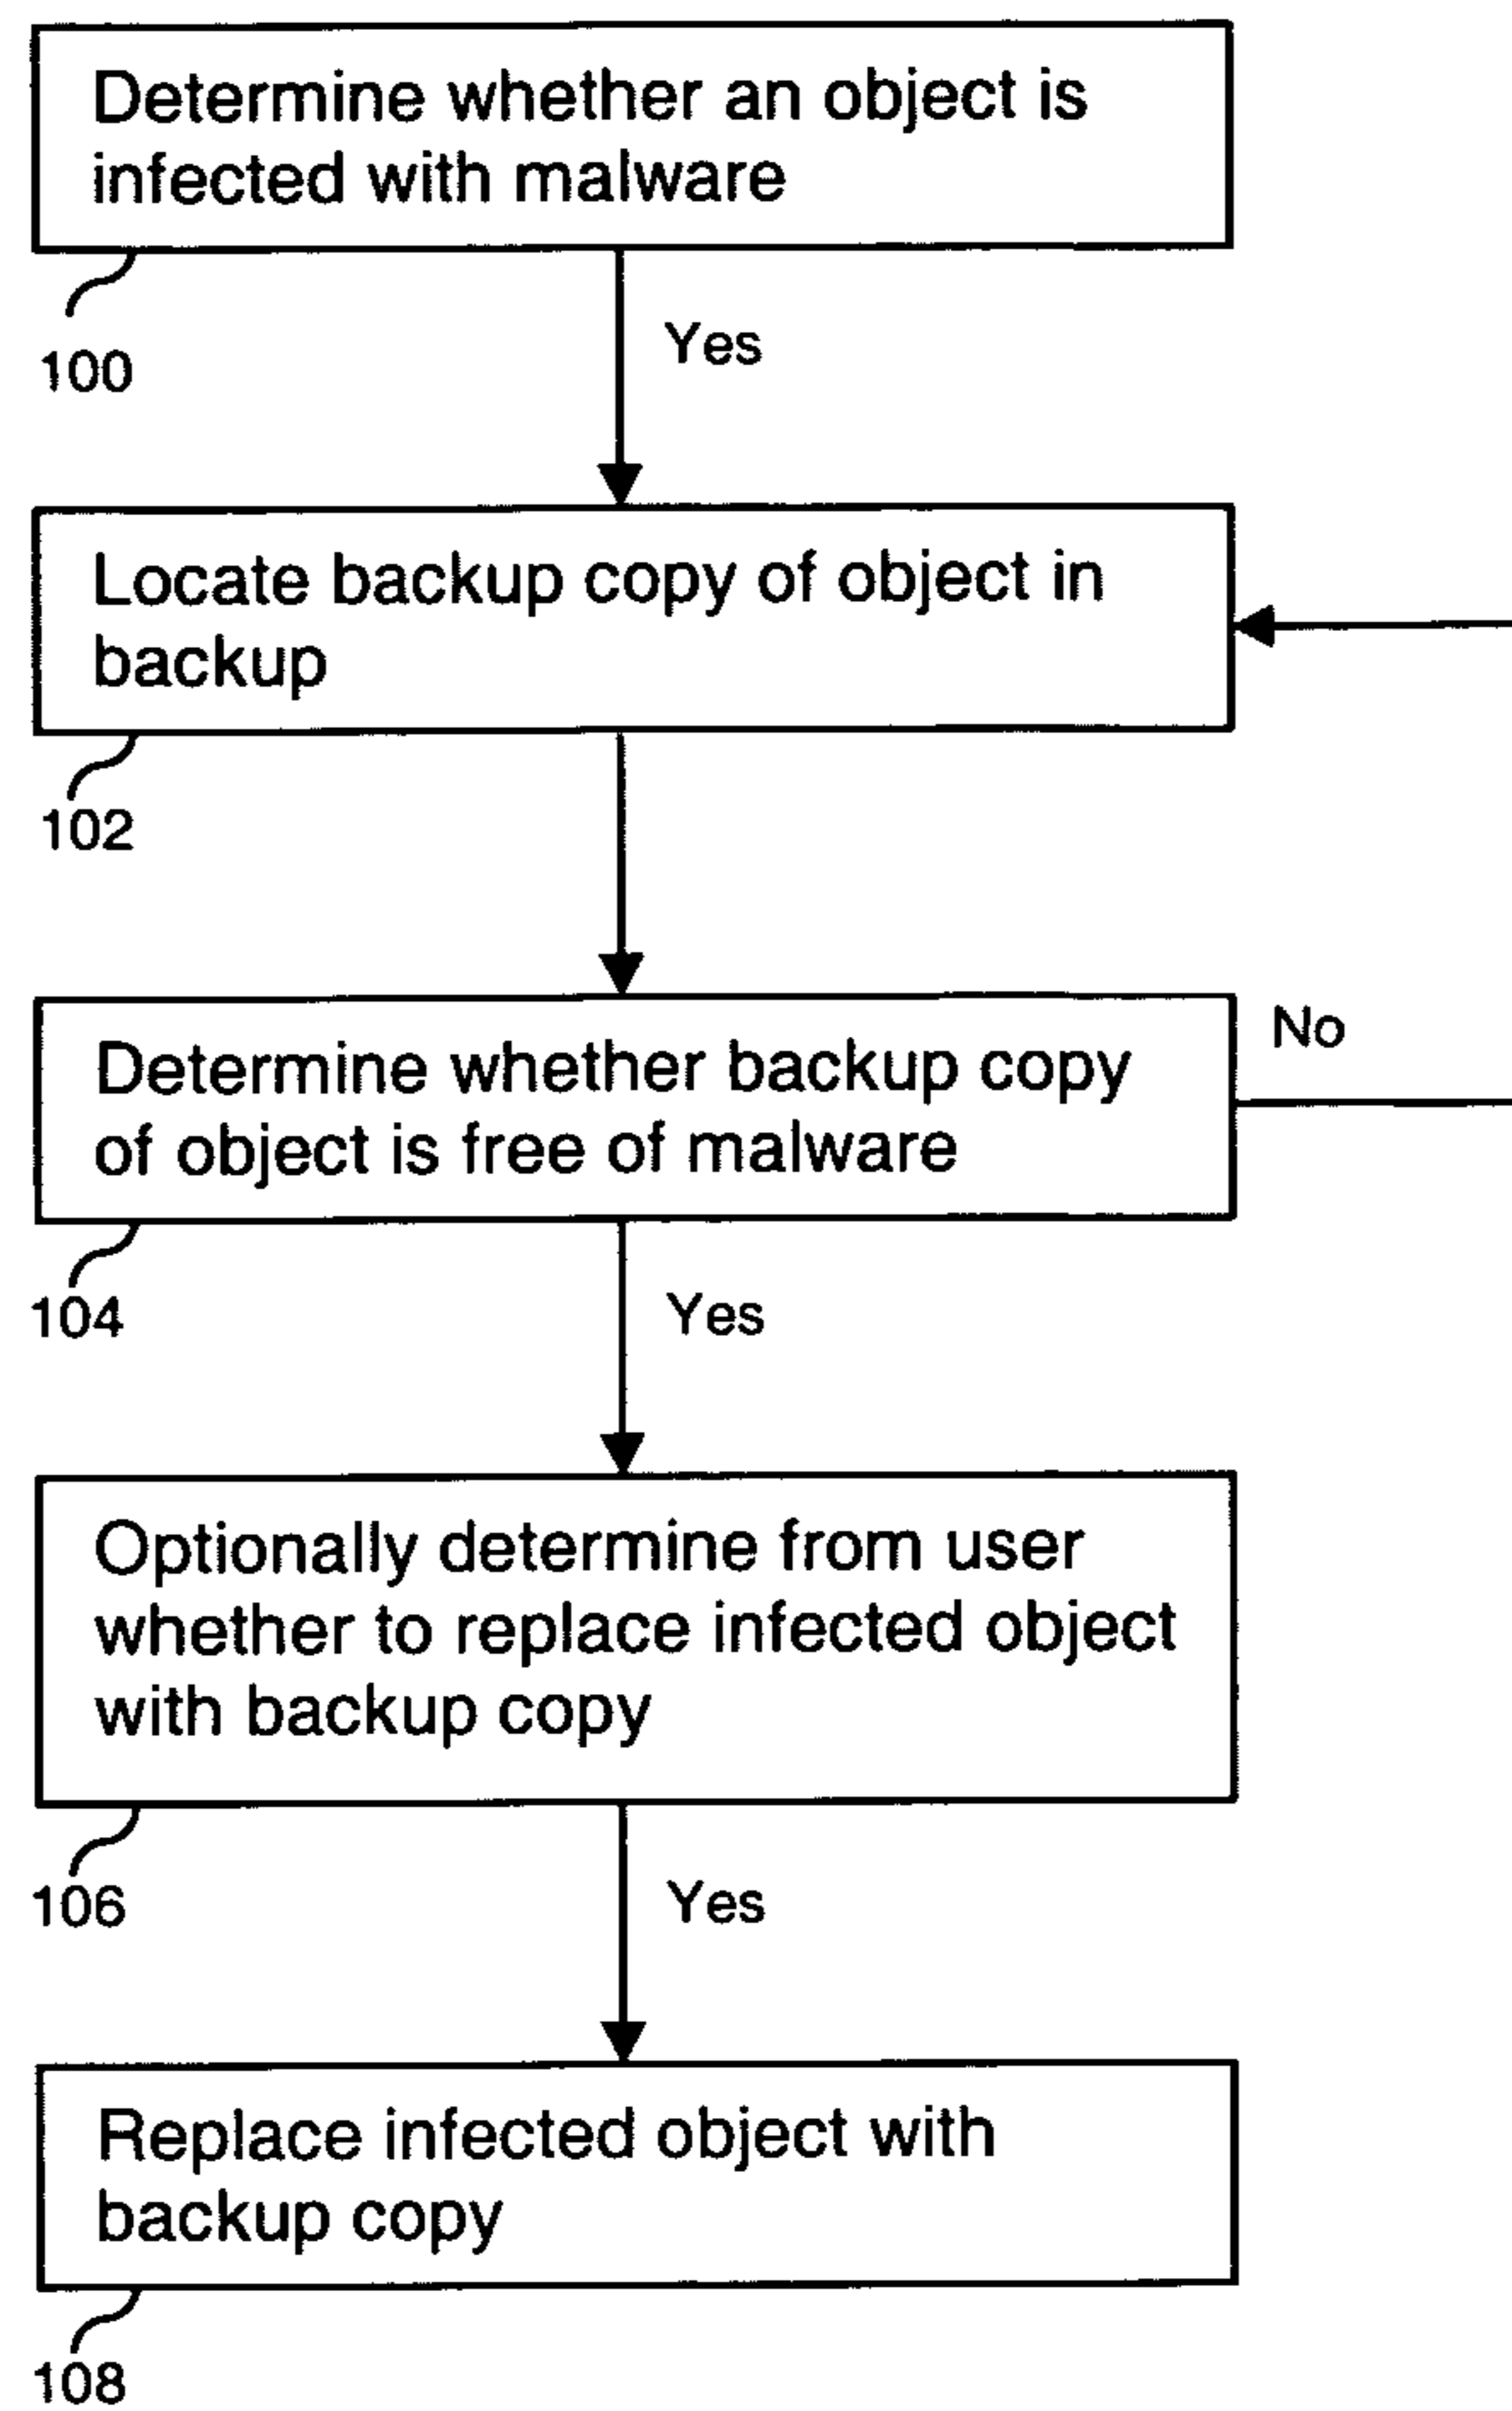 Determine whether an object is
infected with malware
100
Yes
Locate backup copy of object in
backup
102
Determine whether backup copy
of object is free of malware
No
104
Yes
Optionally determine from user
whether to replace infected object
with backup copy
106
Yes
Replace infected object with
backup copy
108